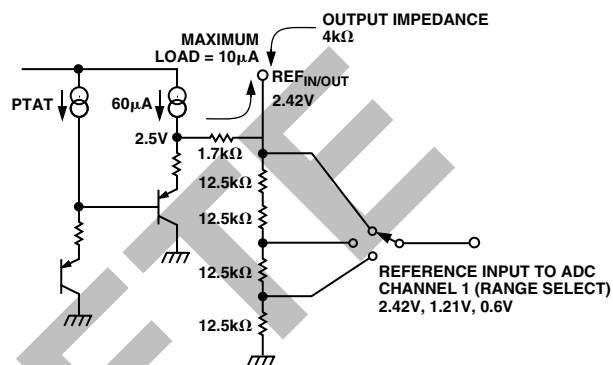 OUTPUT IMPEDANCE
4kΩ
MAXIMUM
LOAD = 10μA
REFIN/OUT
2.42V
PTAT
60μA
2.5V
1.7kΩ
12.5kΩ
12.5kΩ
12.5kΩ
12.5kΩ
REFERENCE INPUT TO ADC
CHANNEL 1 (RANGE SELECT)
2.42V, 1.21V, 0.6V